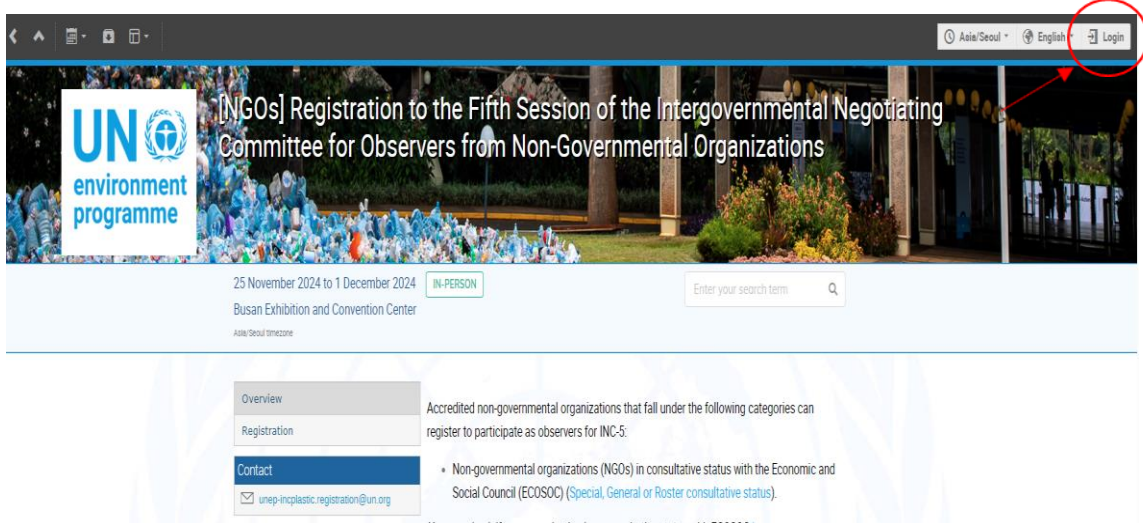 Asia/Seoul English Login
[NGOs] Registration to the Fifth Session of the Intergovernmental Negotiating
Committee for Observers from Non-Governmental Organizations
UN
environment
programme
25 November 2024 to 1 December 2024 IN-PERSON
Enter your search term
Busan Exhibition and Convention Center
Asia/Seoul timezone
Overview
Registration
Contact
unep-incplastic.registration@un.org
Accredited non-governmental organizations that fall under the following categories can
register to participate as observers for INC-5:
• Non-governmental organizations (NGOs) in consultative status with the Economic and
Social Council (ECOSOC) (Special, General or Roster consultative status).